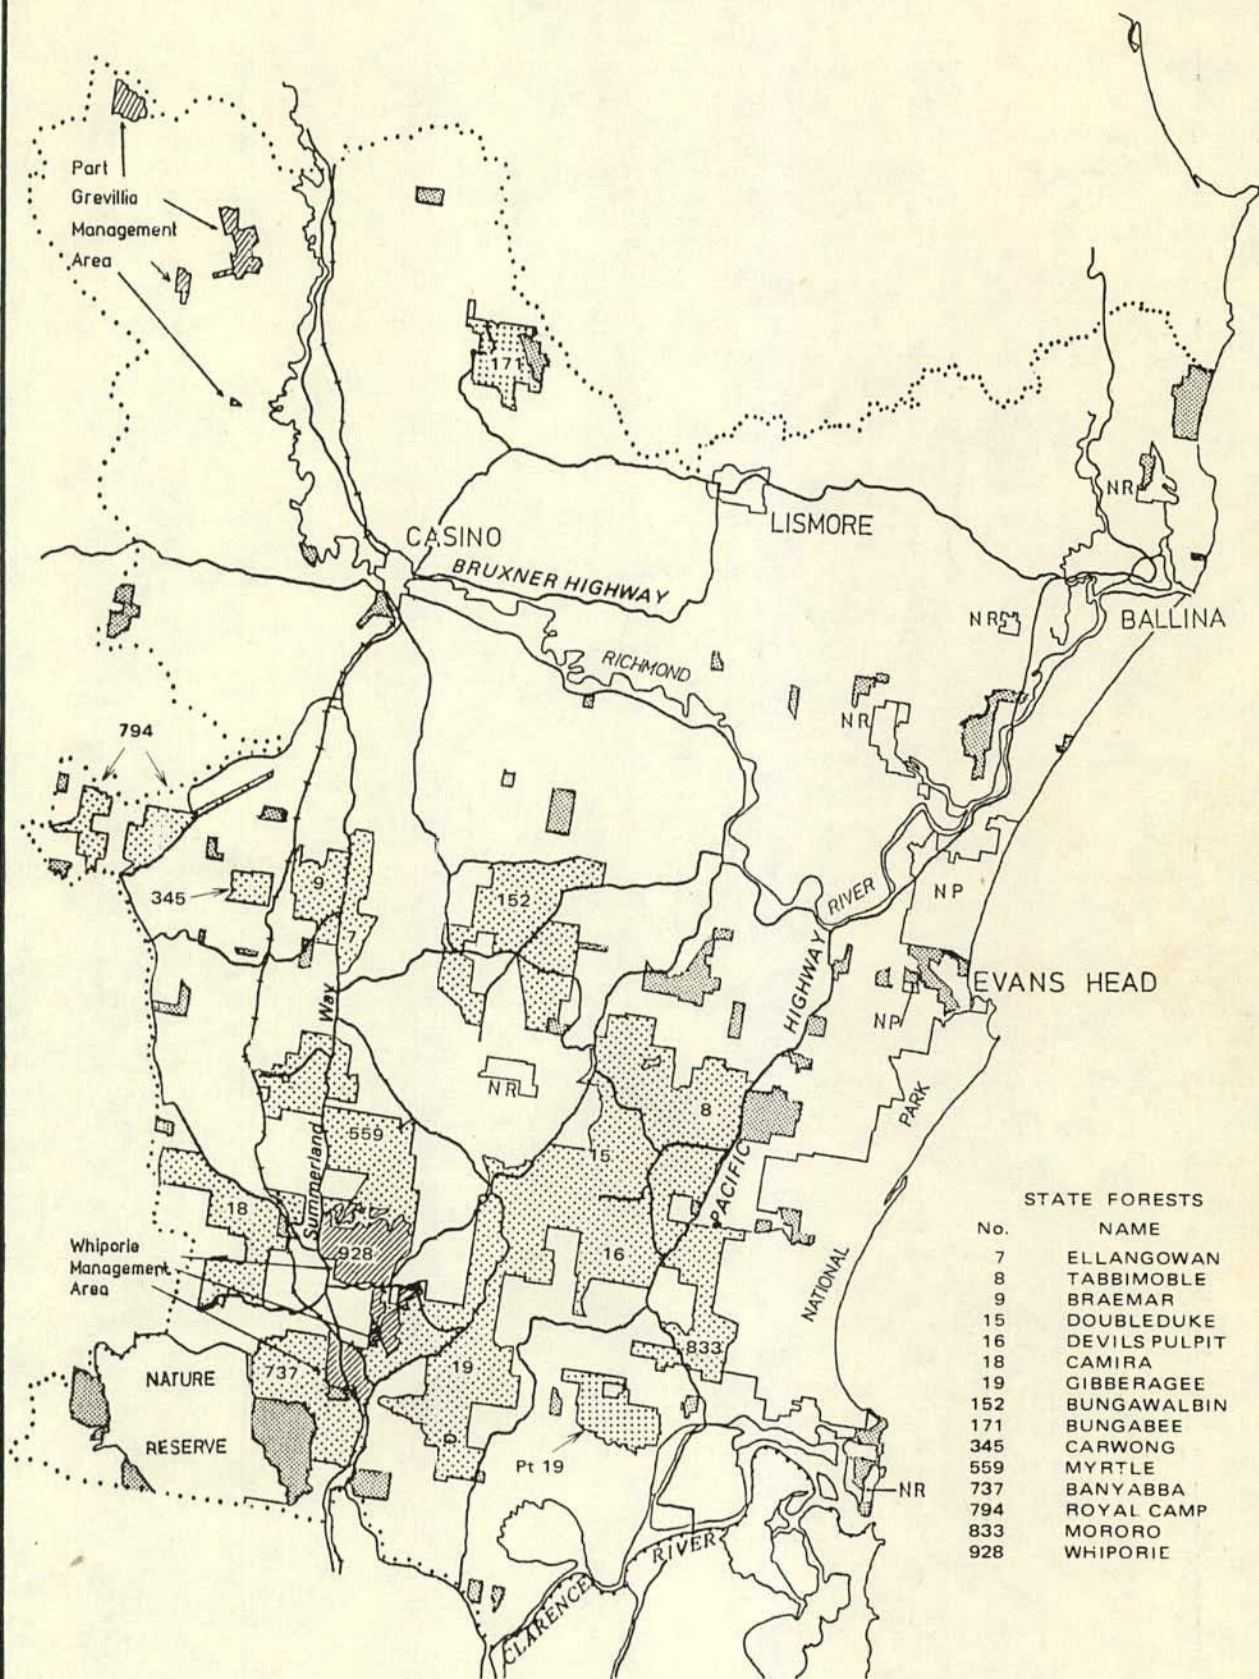 Part
Grevillia
Management
Area
171
CASINO
LISMORE
BRUXNER HIGHWAY
NR
NR
BALLINA
RICHMOND
NR
794
345
9
152
RIVER
NP
7
HIGHWAY
EVANS HEAD
NP
Way
NR
PARK
8
559
15
PACIFIC
Summerland
18
928
16
NATIONAL
Whiporie
Management
Area
833
737
19
NATURE
RESERVE
Pt 19
NR
RIVER
CLARENCE
STATE FORESTS
No. NAME
7 ELLANGOWAN
8 TABBIMOBLE
9 BRAEMAR
15 DOUBLEDUKE
16 DEVILS PULPIT
18 CAMIRA
19 GIBBERAGEE
152 BUNGAWALBIN
171 BUNGABEE
345 CARWONG
559 MYRTLE
737 BANYABBA
794 ROYAL CAMP
833 MORORO
928 WHIPORIE